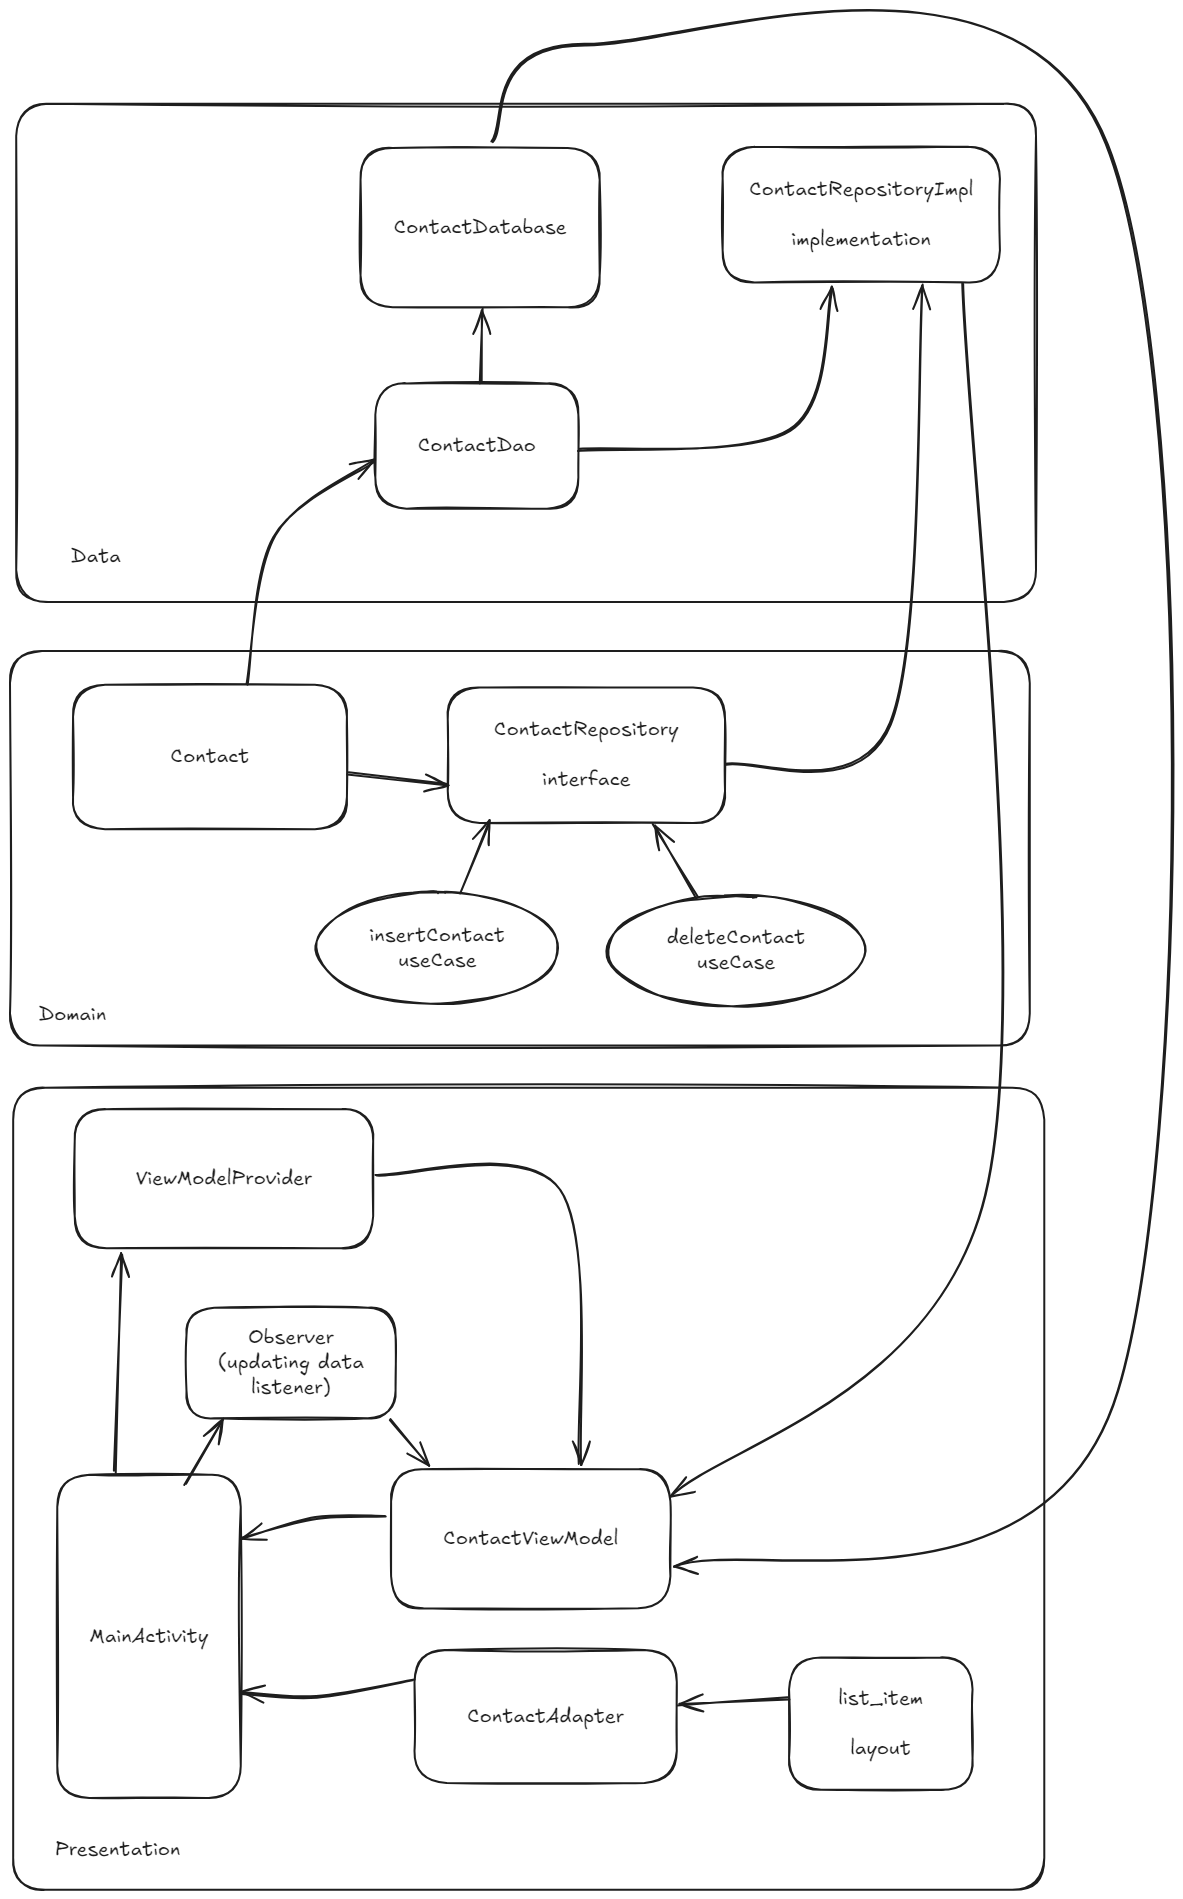 ContactDatabase
ContactRepositoryImpl
implementation
ContactDao
Data
Contact
ContactRepository
interface
insertContact
useCase
deleteContact
useCase
Domain
ViewModelProvider
Observer
(updating data
listener)
ContactViewModel
MainActivity
ContactAdapter
list_item
layout
Presentation